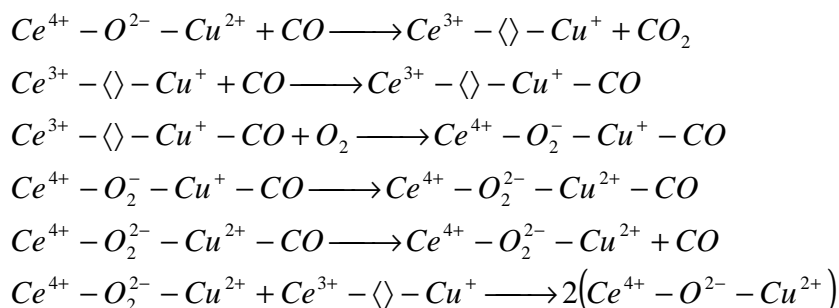 Ce⁴⁺ – O²⁻ – Cu²⁺ + CO ⟶ Ce³⁺ – ⟨⟩ – Cu⁺ + CO₂
Ce³⁺ – ⟨⟩ – Cu⁺ + CO ⟶ Ce³⁺ – ⟨⟩ – Cu⁺ – CO
Ce³⁺ – ⟨⟩ – Cu⁺ – CO + O₂ ⟶ Ce⁴⁺ – O₂⁻ – Cu⁺ – CO
Ce⁴⁺ – O₂⁻ – Cu⁺ – CO ⟶ Ce⁴⁺ – O₂²⁻ – Cu²⁺ – CO
Ce⁴⁺ – O₂²⁻ – Cu²⁺ – CO ⟶ Ce⁴⁺ – O₂²⁻ – Cu²⁺ + CO
Ce⁴⁺ – O₂²⁻ – Cu²⁺ + Ce³⁺ – ⟨⟩ – Cu⁺ ⟶ 2(Ce⁴⁺ – O²⁻ – Cu²⁺)